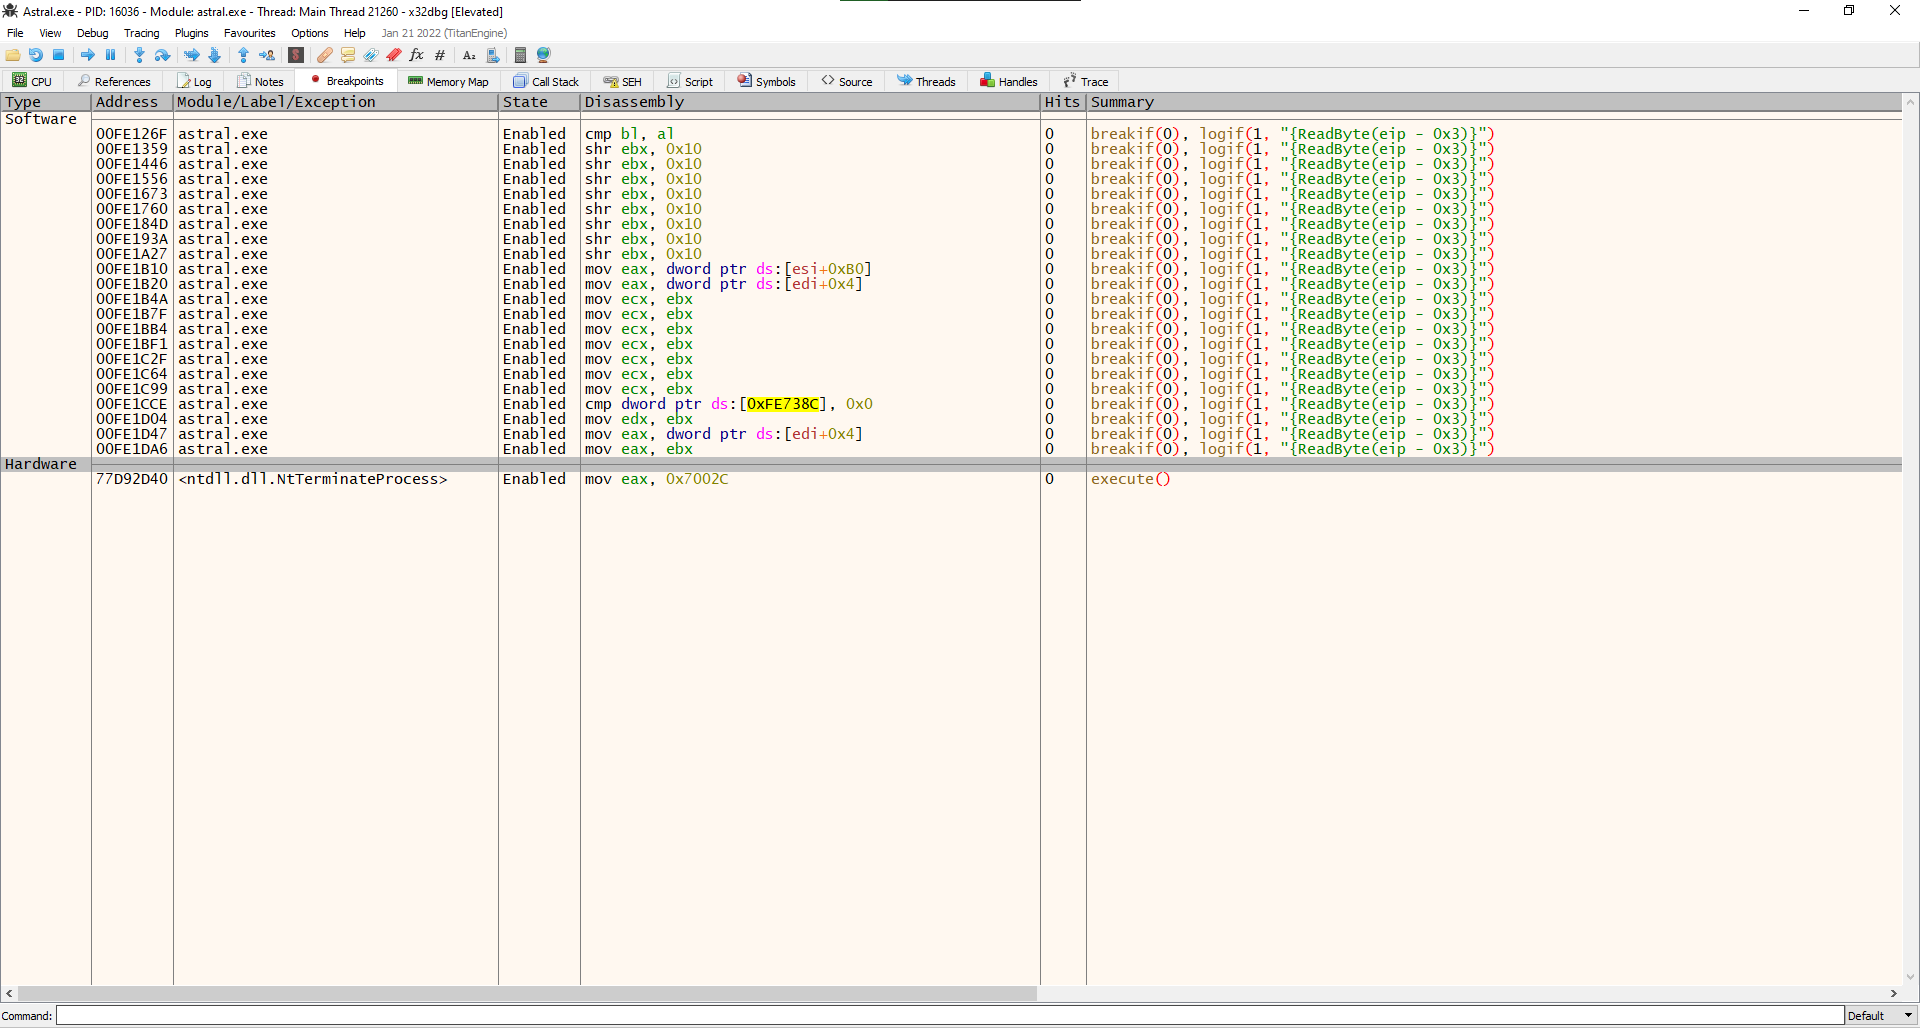 Astral.exe - PID: 16036 - Module: astral.exe - Thread: Main Thread 21260 - x32dbg [Elevated]
File View Debug Tracing Plugins Favourites Options Help Jan 21 2022 (TitanEngine)
CPU References Log Notes Breakpoints Memory Map Call Stack SEH Script Symbols Source Threads Handles Trace
Type Address Module/Label/Exception State Disassembly Hits Summary
Software
00FE126F astral.exe Enabled cmp bl, al 0 breakif(0), logif(1, "{ReadByte(eip - 0x3)}")
00FE1359 astral.exe Enabled shr ebx, 0x10 0 breakif(0), logif(1, "{ReadByte(eip - 0x3)}")
00FE1446 astral.exe Enabled shr ebx, 0x10 0 breakif(0), logif(1, "{ReadByte(eip - 0x3)}")
00FE1556 astral.exe Enabled shr ebx, 0x10 0 breakif(0), logif(1, "{ReadByte(eip - 0x3)}")
00FE1673 astral.exe Enabled shr ebx, 0x10 0 breakif(0), logif(1, "{ReadByte(eip - 0x3)}")
00FE1760 astral.exe Enabled shr ebx, 0x10 0 breakif(0), logif(1, "{ReadByte(eip - 0x3)}")
00FE184D astral.exe Enabled shr ebx, 0x10 0 breakif(0), logif(1, "{ReadByte(eip - 0x3)}")
00FE193A astral.exe Enabled shr ebx, 0x10 0 breakif(0), logif(1, "{ReadByte(eip - 0x3)}")
00FE1A27 astral.exe Enabled shr ebx, 0x10 0 breakif(0), logif(1, "{ReadByte(eip - 0x3)}")
00FE1B10 astral.exe Enabled mov eax, dword ptr ds:[esi+0xB0] 0 breakif(0), logif(1, "{ReadByte(eip - 0x3)}")
00FE1B20 astral.exe Enabled mov eax, dword ptr ds:[edi+0x4] 0 breakif(0), logif(1, "{ReadByte(eip - 0x3)}")
00FE1B4A astral.exe Enabled mov ecx, ebx 0 breakif(0), logif(1, "{ReadByte(eip - 0x3)}")
00FE1B7F astral.exe Enabled mov ecx, ebx 0 breakif(0), logif(1, "{ReadByte(eip - 0x3)}")
00FE1BB4 astral.exe Enabled mov ecx, ebx 0 breakif(0), logif(1, "{ReadByte(eip - 0x3)}")
00FE1BF1 astral.exe Enabled mov ecx, ebx 0 breakif(0), logif(1, "{ReadByte(eip - 0x3)}")
00FE1C2F astral.exe Enabled mov ecx, ebx 0 breakif(0), logif(1, "{ReadByte(eip - 0x3)}")
00FE1C64 astral.exe Enabled mov ecx, ebx 0 breakif(0), logif(1, "{ReadByte(eip - 0x3)}")
00FE1C99 astral.exe Enabled mov ecx, ebx 0 breakif(0), logif(1, "{ReadByte(eip - 0x3)}")
00FE1CCE astral.exe Enabled cmp dword ptr ds:[0xFE738C], 0x0 0 breakif(0), logif(1, "{ReadByte(eip - 0x3)}")
00FE1D04 astral.exe Enabled mov edx, ebx 0 breakif(0), logif(1, "{ReadByte(eip - 0x3)}")
00FE1D47 astral.exe Enabled mov eax, dword ptr ds:[edi+0x4] 0 breakif(0), logif(1, "{ReadByte(eip - 0x3)}")
00FE1DA6 astral.exe Enabled mov eax, ebx 0 breakif(0), logif(1, "{ReadByte(eip - 0x3)}")
Hardware
77D92D40 <ntdll.dll.NtTerminateProcess> Enabled mov eax, 0x7002C 0 execute()
Command: Default